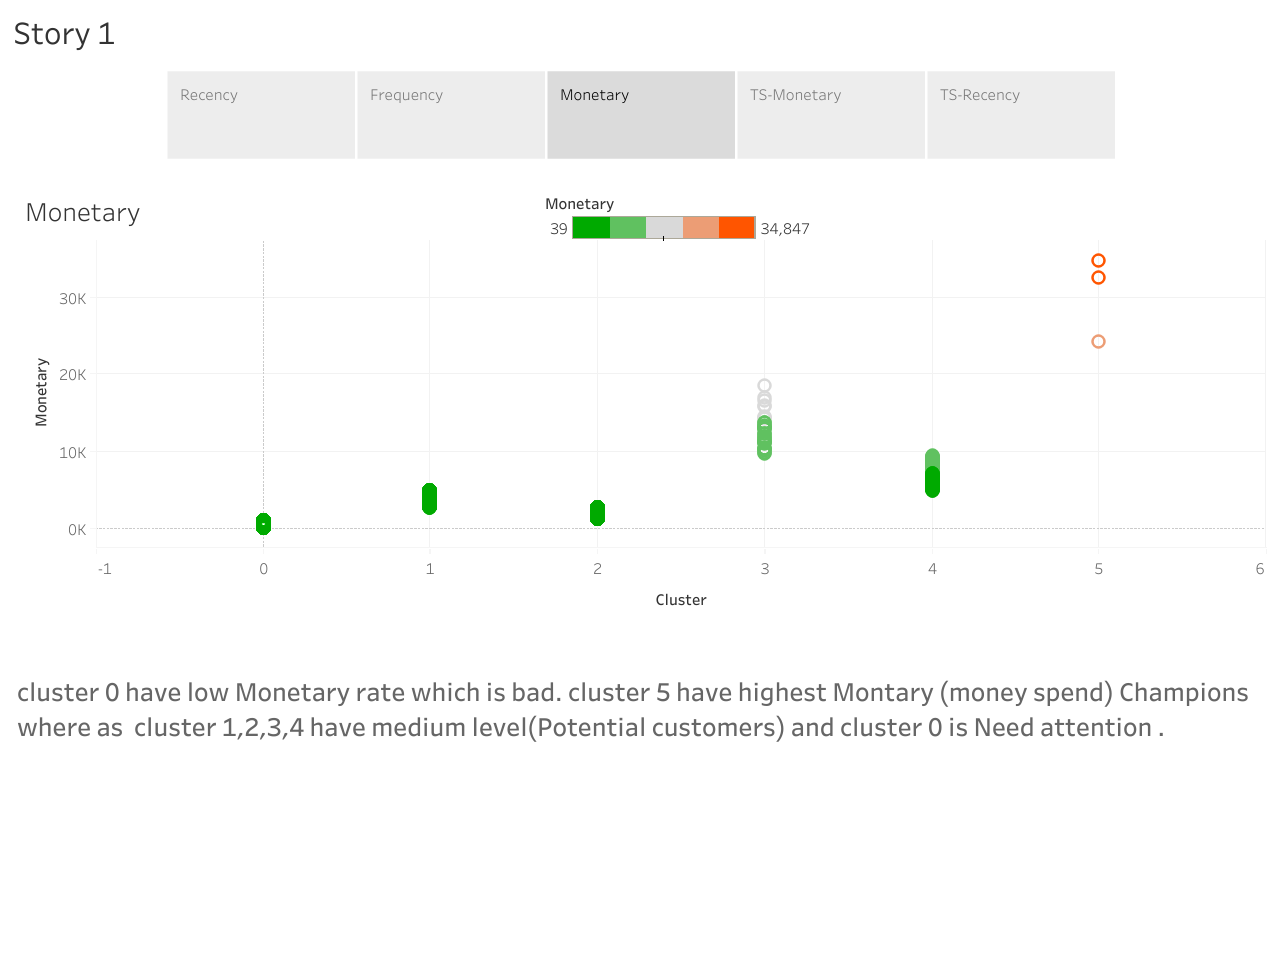 Story 1
Recency
Frequency
Monetary
TS-Monetary
TS-Recency
Monetary
Monetary
39
34,847
30K
20K
10K
0K
Monetary
-1
0
1
2
3
4
5
6
Cluster
cluster 0 have low Monetary rate which is bad. cluster 5 have highest Montary (money spend) Champions
where as  cluster 1,2,3,4 have medium level(Potential customers) and cluster 0 is Need attention .